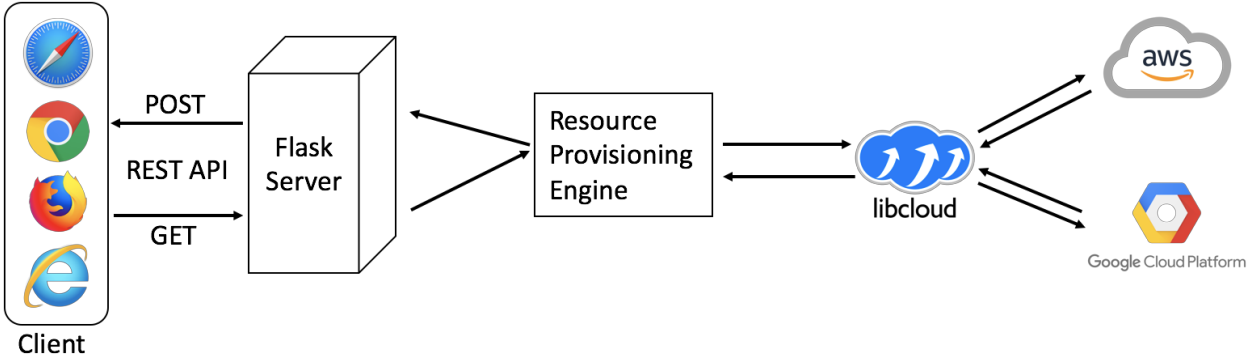 POST
REST API
GET
Client
Flask
Server
Resource
Provisioning
Engine
libcloud
aws
Google Cloud Platform